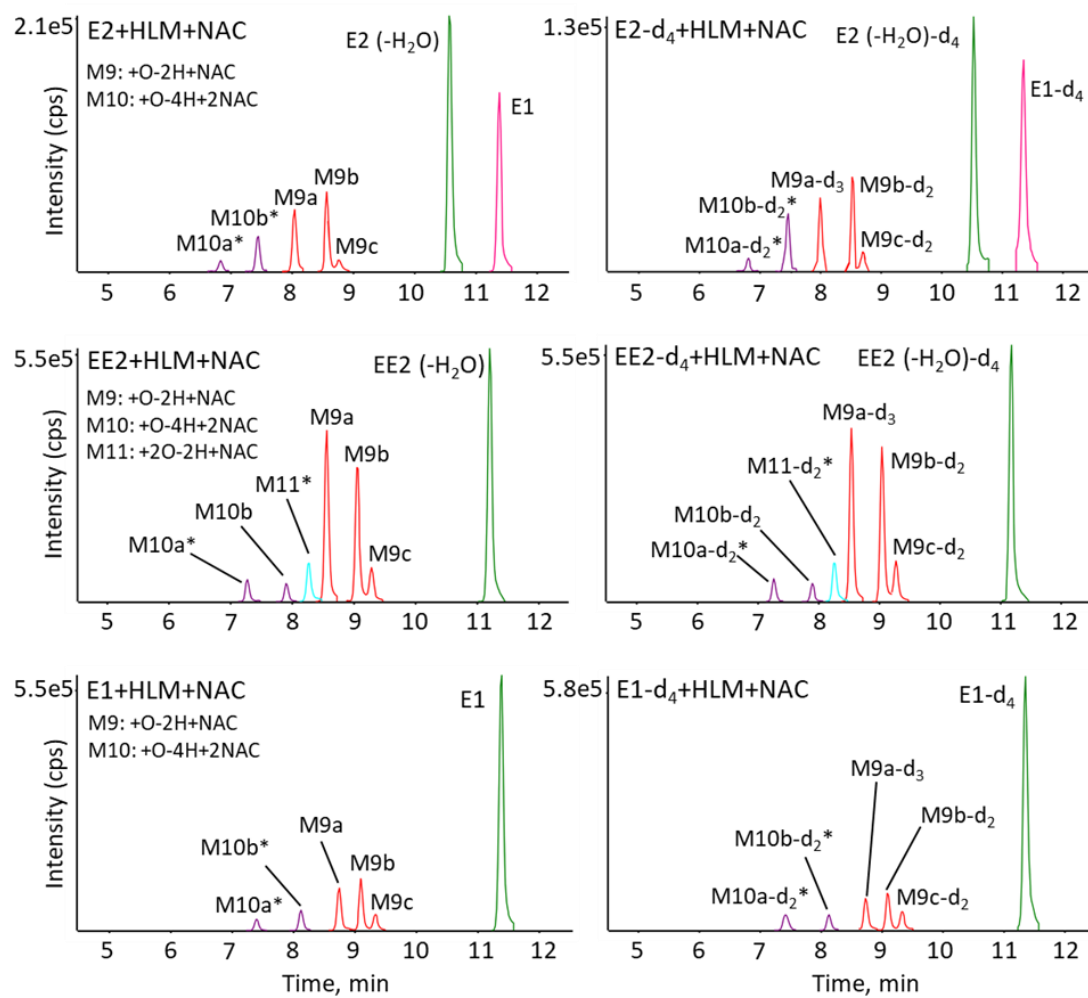 2.1e5
E2+HLM+NAC
M9: +O-2H+NAC
M10: +O-4H+2NAC
E2 (-H₂O)
E1
M9b
M9a
M10b*
M10a*
M9c
Intensity (cps)
5 6 7 8 9 10 11 12
1.3e5
E2-d₄+HLM+NAC
E2 (-H₂O)-d₄
E1-d₄
M9a-d₃
M9b-d₂
M10b-d₂*
M10a-d₂*
M9c-d₂
5 6 7 8 9 10 11 12
5.5e5
EE2+HLM+NAC
M9: +O-2H+NAC
M10: +O-4H+2NAC
M11: +2O-2H+NAC
EE2 (-H₂O)
M9a
M9b
M11*
M10b
M10a*
M9c
Intensity (cps)
5 6 7 8 9 10 11 12
5.5e5
EE2-d₄+HLM+NAC
EE2 (-H₂O)-d₄
M9a-d₃
M9b-d₂
M11-d₂*
M10b-d₂
M10a-d₂*
M9c-d₂
5 6 7 8 9 10 11 12
5.5e5
E1+HLM+NAC
M9: +O-2H+NAC
M10: +O-4H+2NAC
E1
M9a
M10b*
M9b
M10a*
M9c
Intensity (cps)
5 6 7 8 9 10 11 12
Time, min
5.8e5
E1-d₄+HLM+NAC
E1-d₄
M9a-d₃
M9b-d₂
M10b-d₂*
M10a-d₂*
M9c-d₂
5 6 7 8 9 10 11 12
Time, min